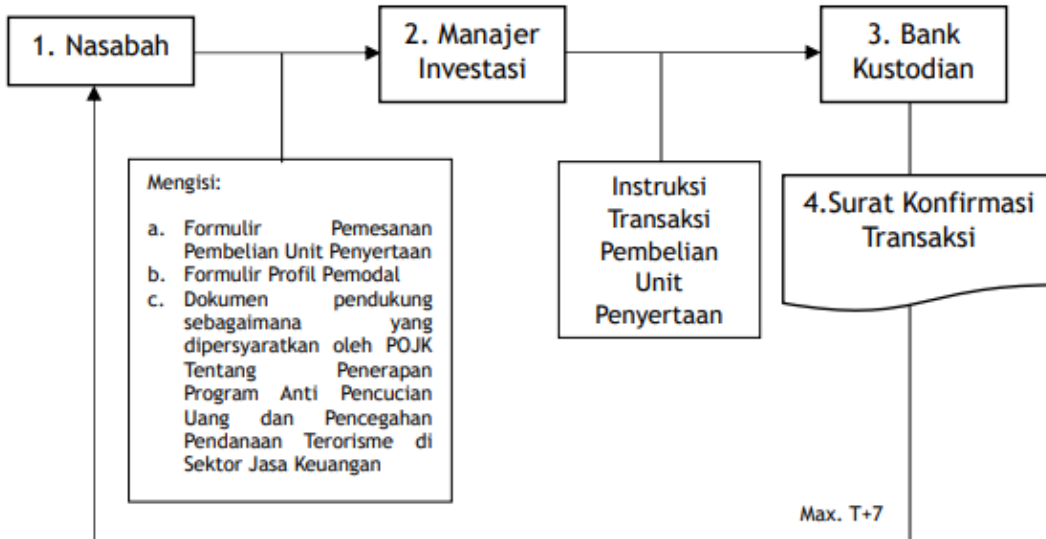 1. Nasabah
2. Manajer
Investasi
3. Bank
Kustodian
Mengisi:
a. Formulir Pemesanan
Pembelian Unit Penyertaan
b. Formulir Profil Pemodal
c. Dokumen pendukung
sebagaimana yang
dipersyaratkan oleh POJK
Tentang Penerapan
Program Anti Pencucian
Uang dan Pencegahan
Pendanaan Terorisme di
Sektor Jasa Keuangan
Instruksi
Transaksi
Pembelian
Unit
Penyertaan
4.Surat Konfirmasi
Transaksi
Max. T+7